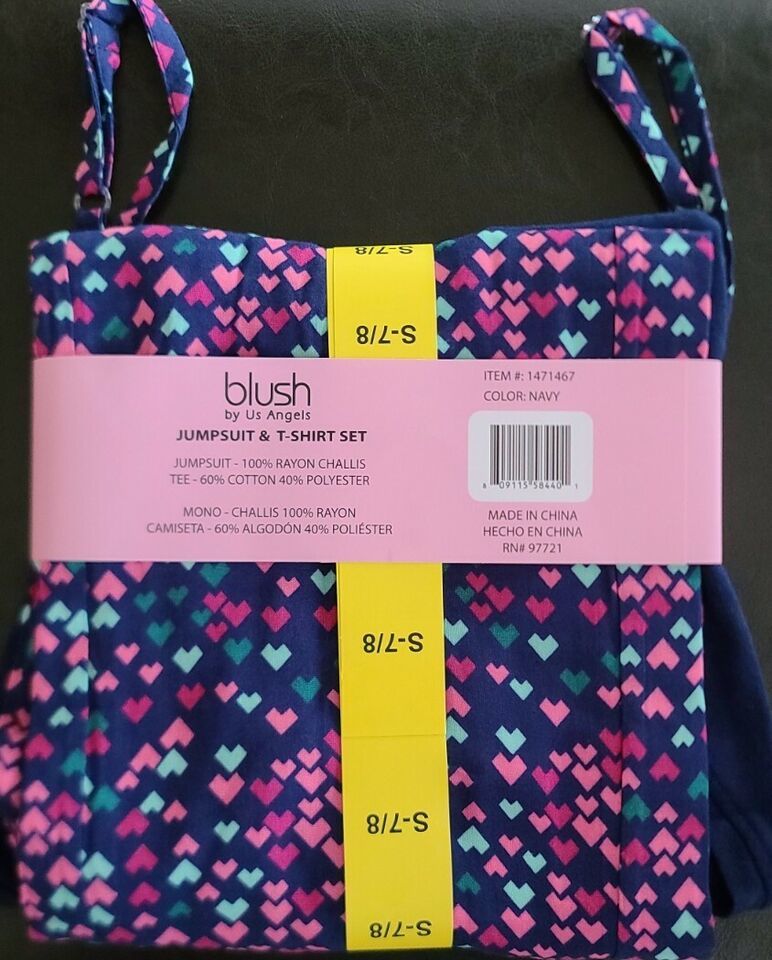 S-7/8
S-7/8
blush
by Us Angels
JUMPSUIT & T-SHIRT SET
JUMPSUIT - 100% RAYON CHALLIS
TEE - 60% COTTON 40% POLYESTER
MONO - CHALLIS 100% RAYON
CAMISETA - 60% ALGODÓN 40% POLIÉSTER
ITEM #: 1471467
COLOR: NAVY
8 09115 58440 1
MADE IN CHINA
HECHO EN CHINA
RN# 97721
S-7/8
S-7/8
S-7/8